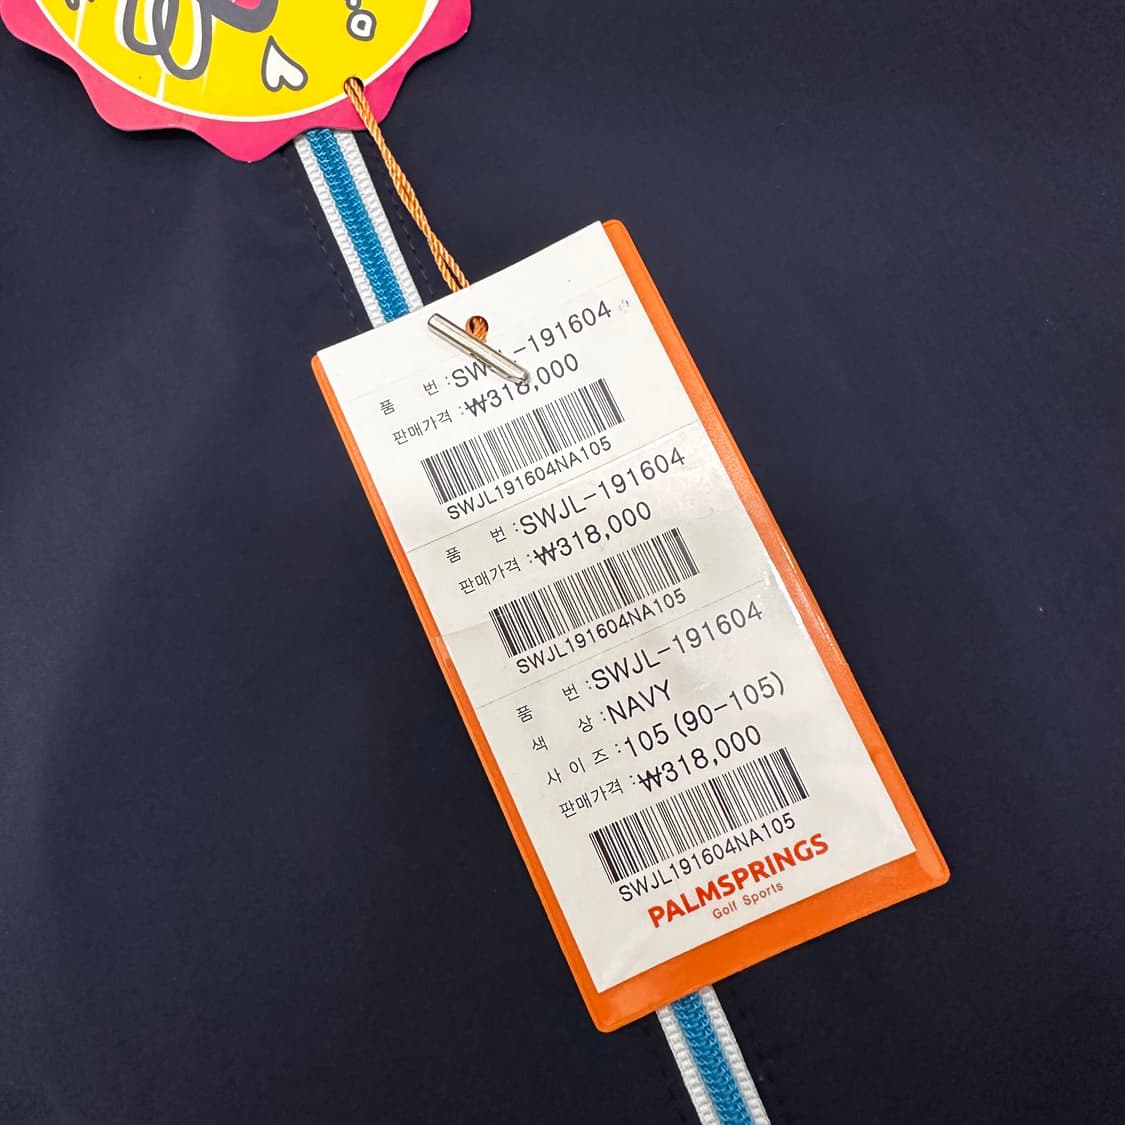 품 번 : SWJL-191604
판매가격 : ₩318,000
SWJL191604NA105
품 번 : SWJL-191604
판매가격 : ₩318,000
SWJL191604NA105
품 번 : SWJL-191604
색 상 : NAVY
사 이 즈 : 105 (90-105)
판매가격 : ₩318,000
SWJL191604NA105
PALMSPRINGS
Golf Sports